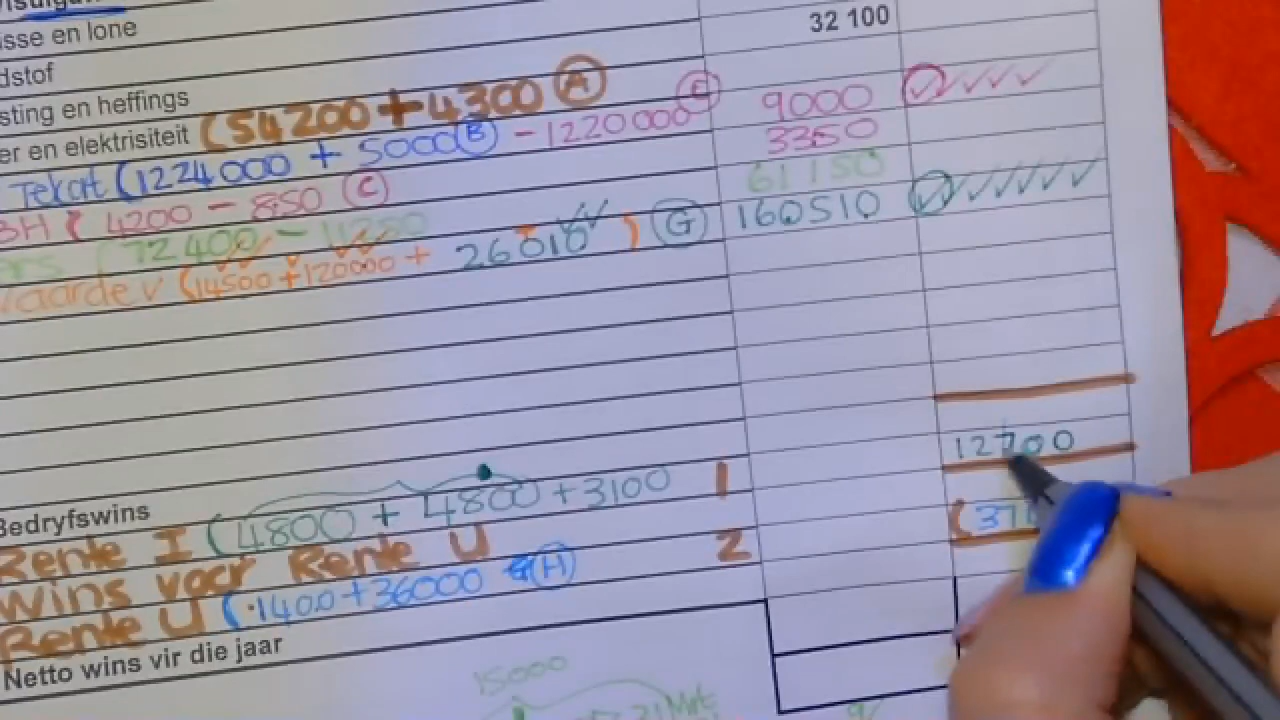 isse en lone 32 100
dstof
sting en heffings
er en elektrisiteit (54200 + 4300 A
Tekort (1224000 + 5000 B - 1220000 E 9000
BH ( 4200 - 850 C 3350
(72400 - 11250 61150
Waarde v (14500 + 120000 + 26010 ) G 160510
12700
Bedryfswins
Rente I (4800 + 4800 + 3100 1
Wins voor Rente U 2
Rente U (1400+36000 H
Netto wins vir die jaar
15000